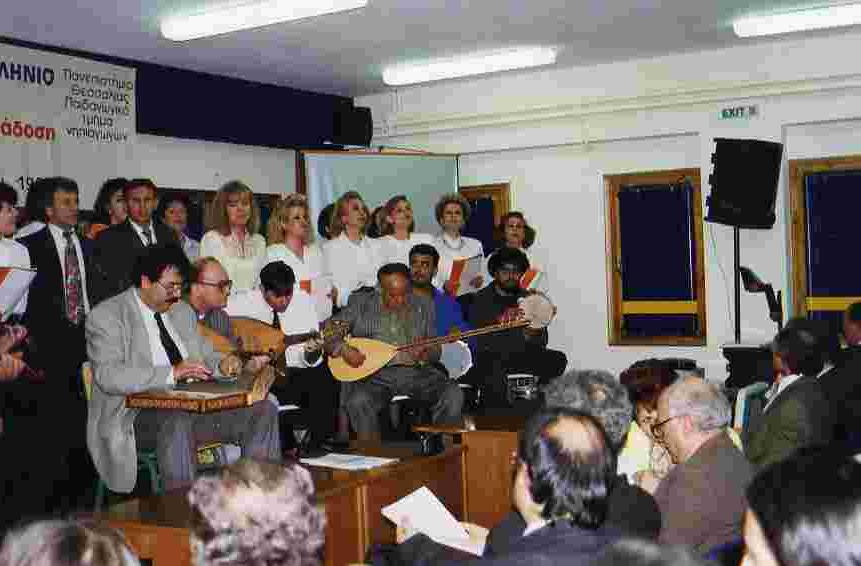 ΛΗΝΙΟ
Πανεπιστήμιο
Θεσσαλίας
Παιδαγωγικό
τμήμα
νηπιαγωγών
άδοση
EXIT